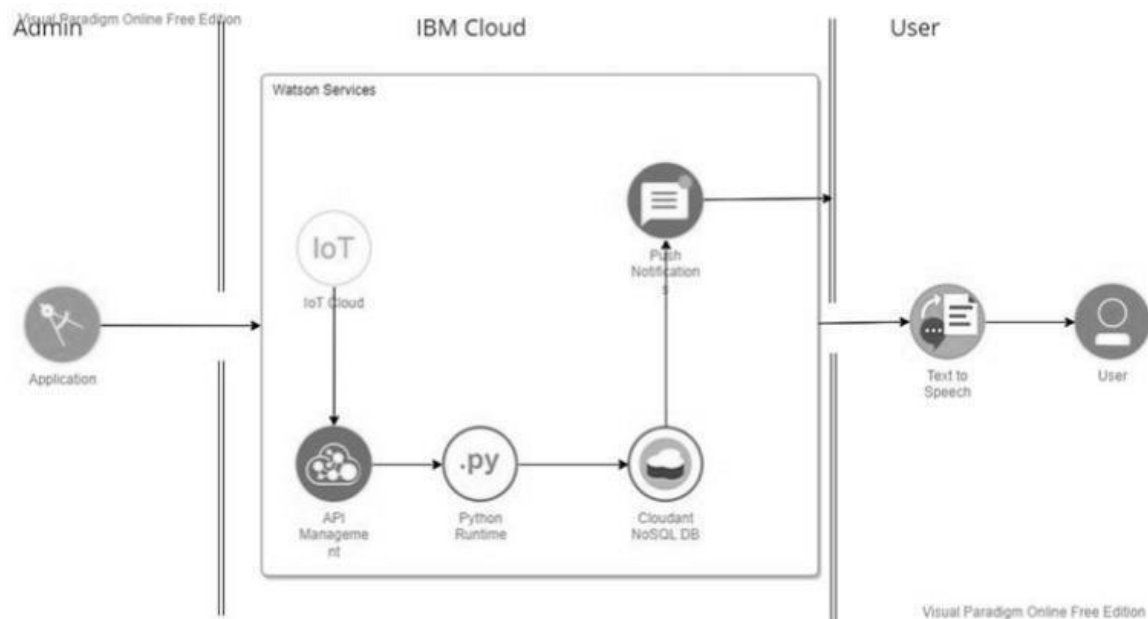 Visual Paradigm Online Free Edition
Admin
IBM Cloud
User
Watson Services
IoT
IoT Cloud
Push
Notification
s
Application
Text to
Speech
User
.py
API
Manageme
nt
Python
Runtime
Cloudant
NoSQL DB
Visual Paradigm Online Free Edition